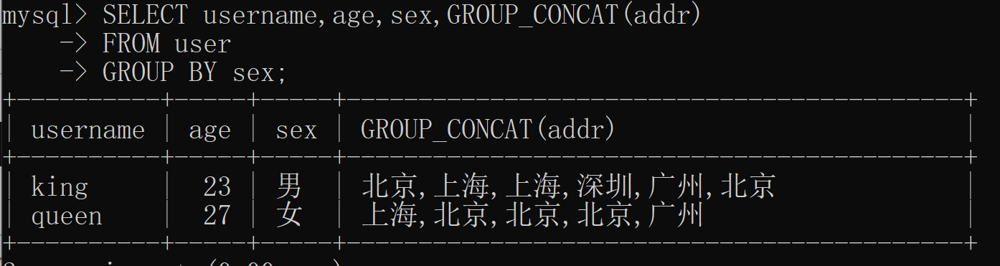 mysql> SELECT username,age,sex,GROUP_CONCAT(addr)
    -> FROM user
    -> GROUP BY sex;
+----------+-----+-----+-------------------------------------------+
| username | age | sex | GROUP_CONCAT(addr)                        |
+----------+-----+-----+-------------------------------------------+
| king     |  23 | 男  | 北京,上海,上海,深圳,广州,北京             |
| queen    |  27 | 女  | 上海,北京,北京,北京,广州                  |
+----------+-----+-----+-------------------------------------------+